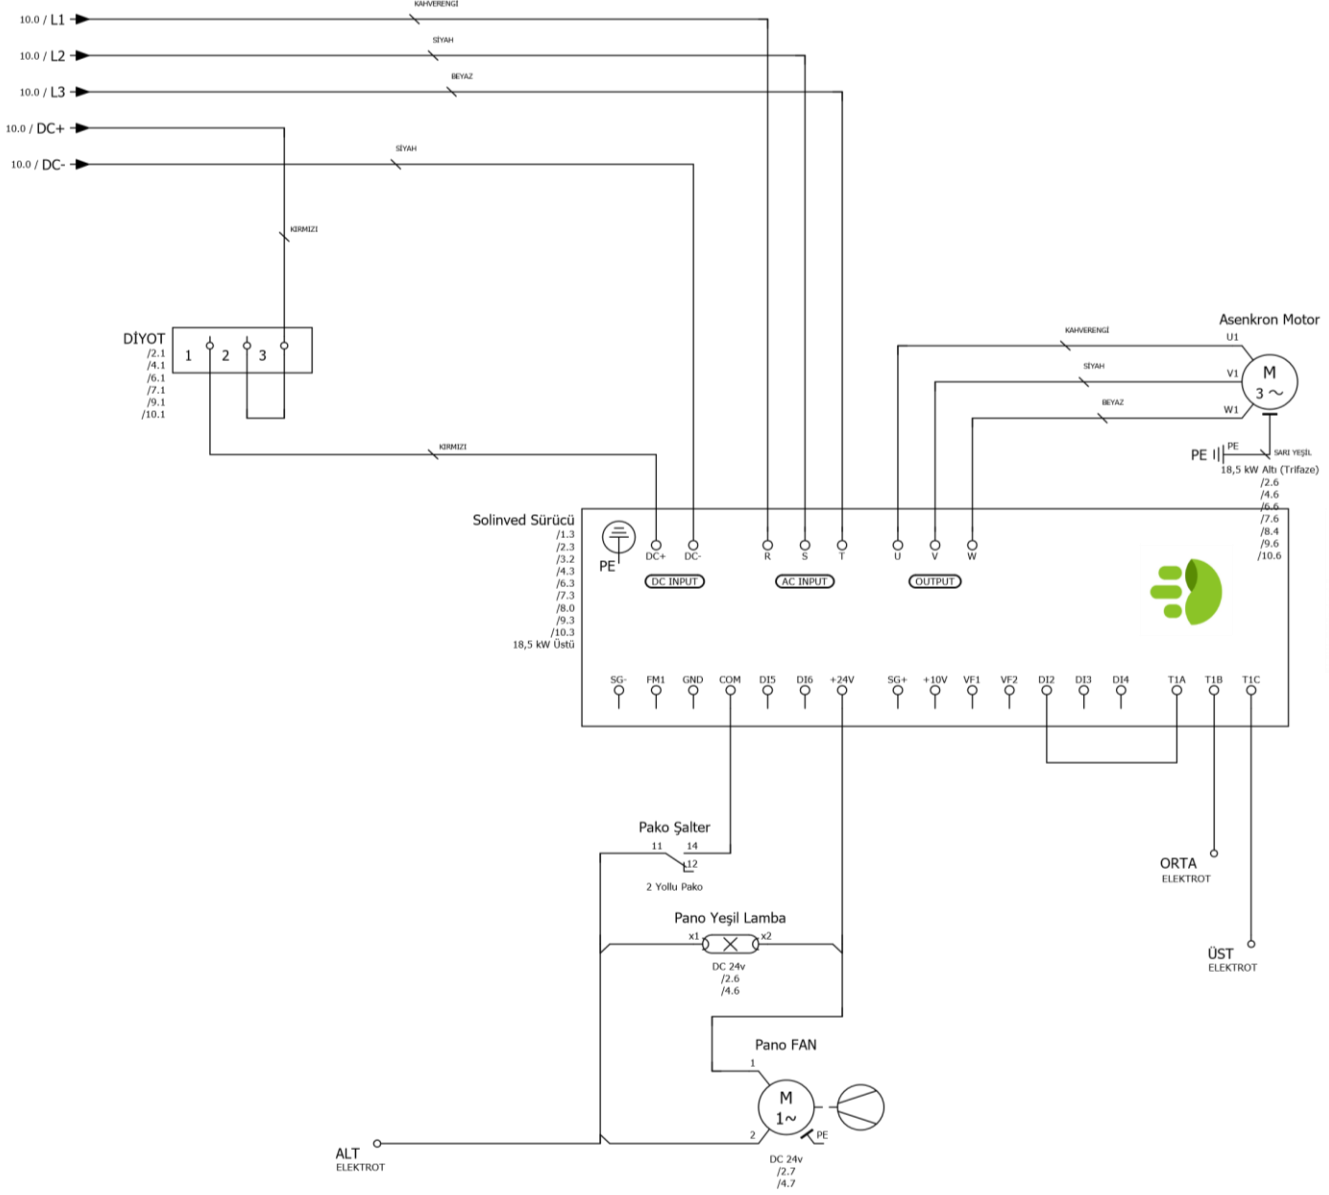 KAHVERENGİ
10.0 / L1
SİYAH
10.0 / L2
BEYAZ
10.0 / L3
10.0 / DC+
SİYAH
10.0 / DC-
KIRMIZI
DİYOT
1 2 3
/2.1
/4.1
/6.1
/7.1
/9.1
/10.1
KIRMIZI
Asenkron Motor
KAHVERENGİ
U1
SİYAH
V1
M
3 ~
BEYAZ
W1
PE
PE
SARI YEŞİL
18,5 kW Altı (Trifaze)
/2.6
/4.6
/6.6
/7.6
/8.4
/9.6
/10.6
Solinved Sürücü
/1.3
/2.3
/3.2
/4.3
/6.3
/7.3
/8.0
/9.3
/10.3
18,5 kW Üstü
PE
DC+ DC- R S T U V W
DC INPUT AC INPUT OUTPUT
SG- FM1 GND COM DI5 DI6 +24V SG+ +10V VF1 VF2 DI2 DI3 DI4 T1A T1B T1C
Pako Şalter
11 14
12
2 Yollu Pako
ORTA
ELEKTROT
Pano Yeşil Lamba
x1 x2
DC 24v
/2.6
/4.6
ÜST
ELEKTROT
Pano FAN
1
M
1~
2
PE
DC 24v
/2.7
/4.7
ALT
ELEKTROT